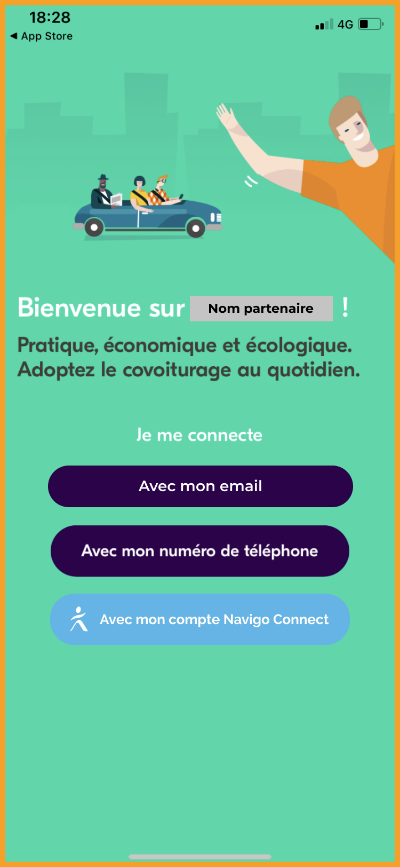 18:28
4G
◀ App Store
Bienvenue sur Nom partenaire !
Pratique, économique et écologique.
Adoptez le covoiturage au quotidien.
Je me connecte
Avec mon email
Avec mon numéro de téléphone
Avec mon compte Navigo Connect